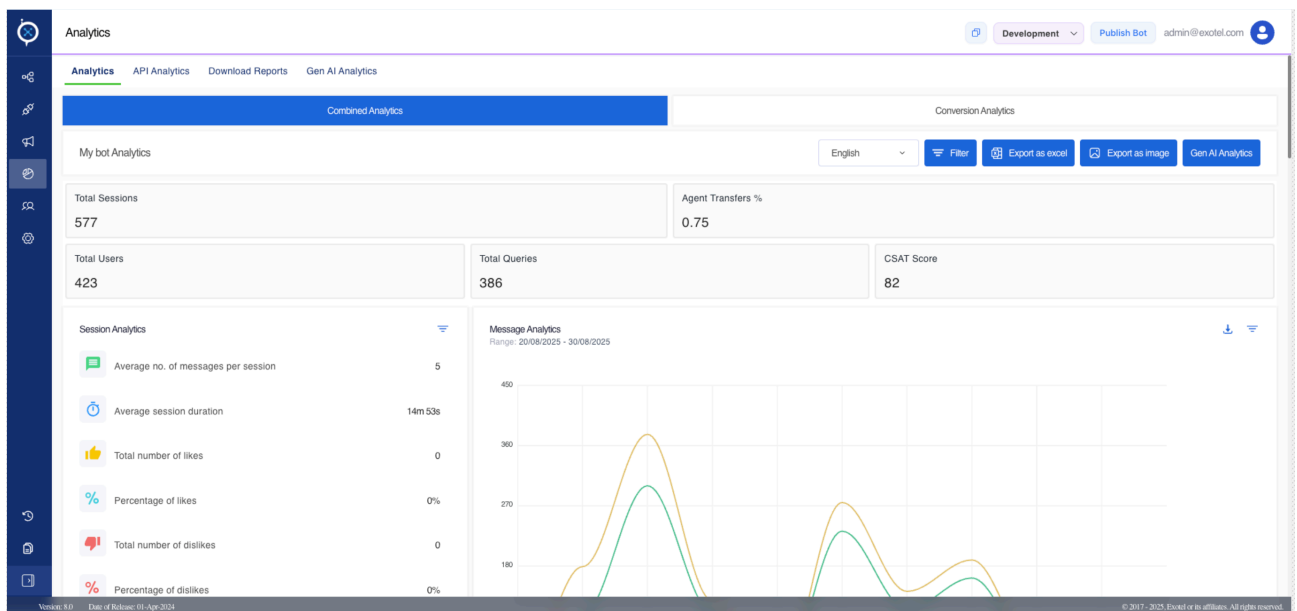 Analytics
Development
Publish Bot
admin@exotel.com
Analytics
API Analytics
Download Reports
Gen AI Analytics
Combined Analytics
Conversion Analytics
My bot Analytics
English
Filter
Export as excel
Export as image
Gen AI Analytics
Total Sessions
577
Agent Transfers %
0.75
Total Users
423
Total Queries
386
CSAT Score
82
Session Analytics
Average no. of messages per session 5
Average session duration 14m 53s
Total number of likes 0
% Percentage of likes 0%
Total number of dislikes 0
% Percentage of dislikes 0%
Message Analytics
Range: 20/08/2025 - 30/08/2025
450
360
270
180
Version: 8.0 Date of Release: 01-Apr-2024
© 2017 - 2025, Exotel or its affiliates. All rights reserved.